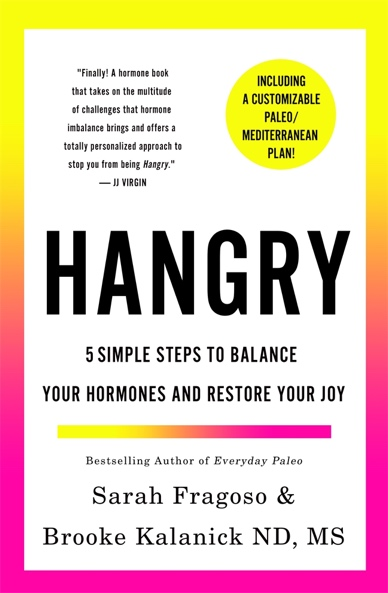 "Finally! A hormone book
that takes on the multitude
of challenges that hormone
imbalance brings and offers a
totally personalized approach to
stop you from being Hangry."
— JJ VIRGIN
INCLUDING
A CUSTOMIZABLE
PALEO/
MEDITERRANEAN
PLAN!
HANGRY
5 SIMPLE STEPS TO BALANCE
YOUR HORMONES AND RESTORE YOUR JOY
Bestselling Author of Everyday Paleo
Sarah Fragoso &
Brooke Kalanick ND, MS